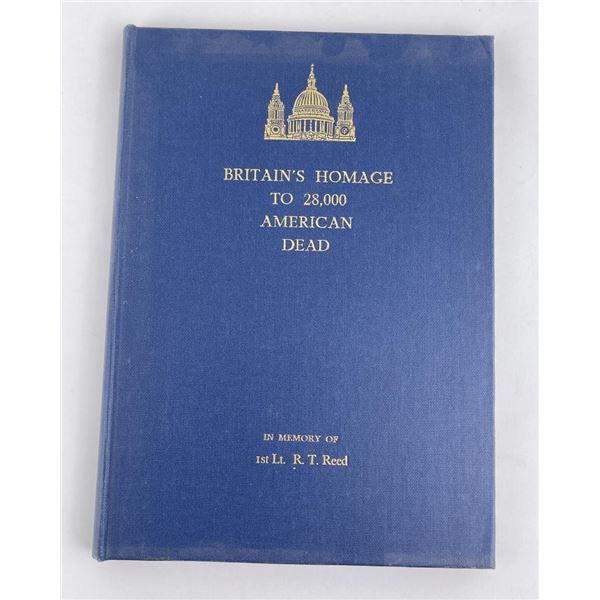 BRITAIN'S HOMAGE
TO 28,000
AMERICAN
DEAD
IN MEMORY OF
1st Lt. R. T. Reed